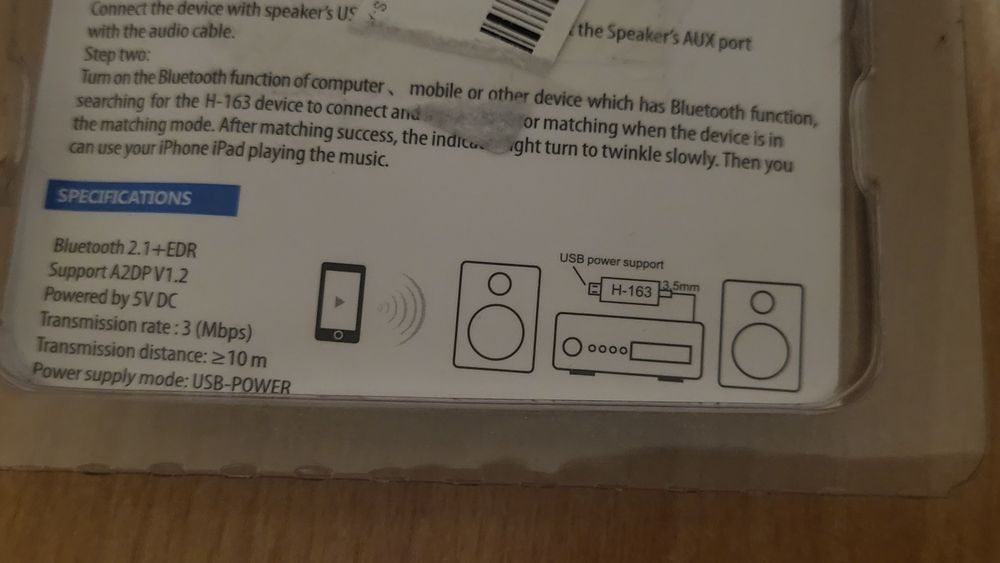 Connect the device with speaker's US
the Speaker's AUX port
with the audio cable.
Step two:
Turn on the Bluetooth function of computer、 mobile or other device which has Bluetooth function,
searching for the H-163 device to connect and or matching when the device is in
the matching mode. After matching success, the indica ght turn to twinkle slowly. Then you
can use your iPhone iPad playing the music.
SPECIFICATIONS
Bluetooth 2.1+EDR
Support A2DP V1.2
Powered by 5V DC
Transmission rate : 3 (Mbps)
Transmission distance: ≥10 m
Power supply mode: USB-POWER
USB power support
H-163
3.5mm